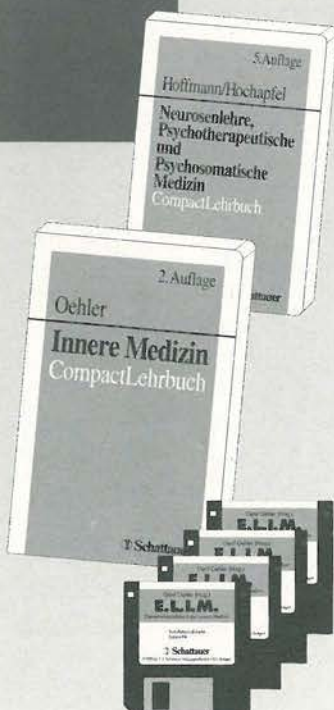 5. Auflage
Hoffmann/Hochapfel
Neurosenlehre,
Psychotherapeutische
und
Psychosomatische
Medizin
CompactLehrbuch
Schattauer
2. Auflage
Oehler
Innere Medizin
CompactLehrbuch
Schattauer
E.L.I.M.
E.L.I.M.
E.L.I.M.
E.L.I.M.
Schattauer